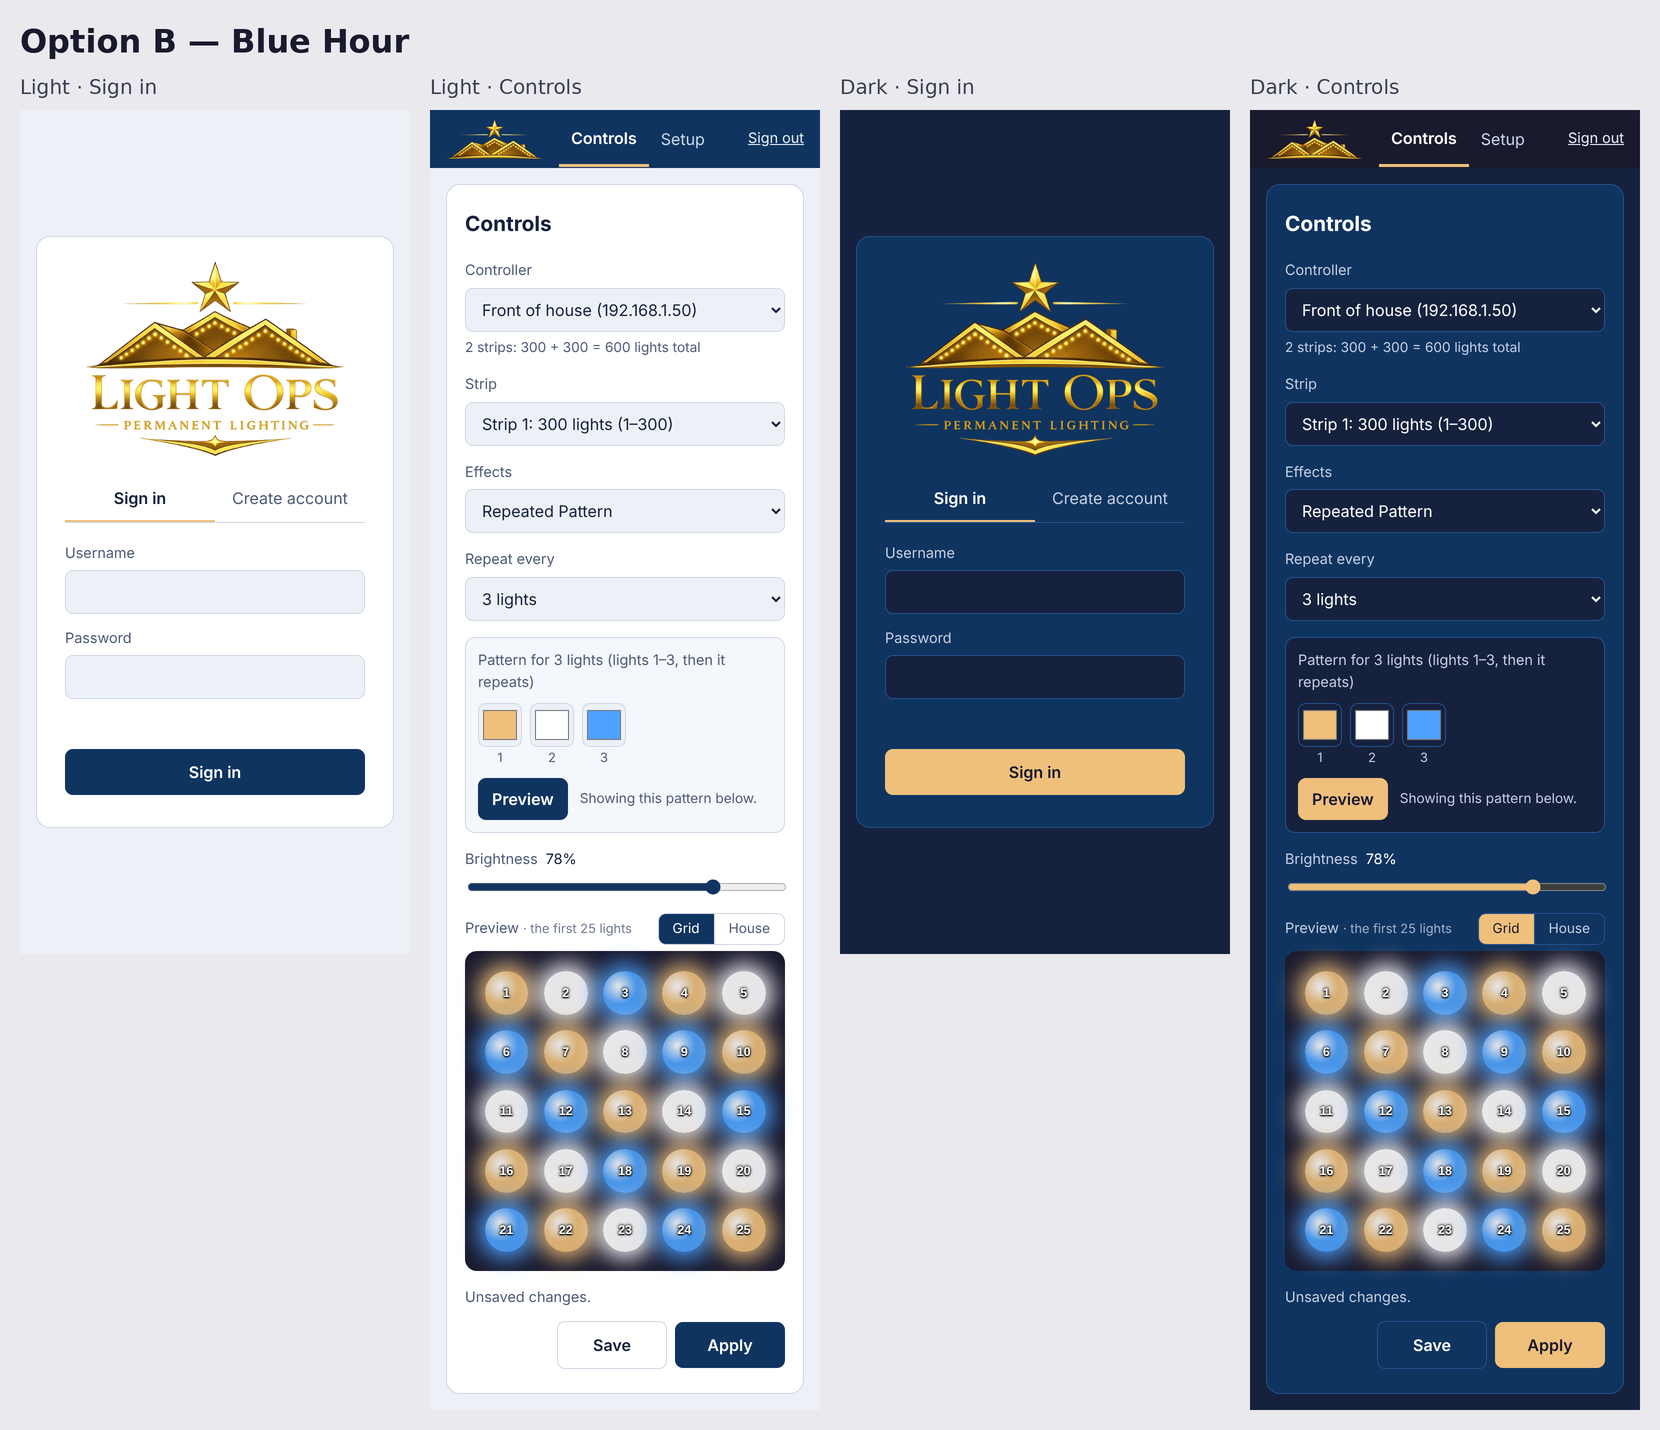 Option B — Blue Hour
Light · Sign in
LIGHT OPS
PERMANENT LIGHTING
Sign in
Create account
Username
Password
Sign in
Light · Controls
Controls
Setup
Sign out
Controls
Controller
Front of house (192.168.1.50)
2 strips: 300 + 300 = 600 lights total
Strip
Strip 1: 300 lights (1–300)
Effects
Repeated Pattern
Repeat every
3 lights
Pattern for 3 lights (lights 1–3, then it
repeats)
1 2 3
Preview
Showing this pattern below.
Brightness 78%
Preview · the first 25 lights
Grid
House
1 2 3 4 5
6 7 8 9 10
11 12 13 14 15
16 17 18 19 20
21 22 23 24 25
Unsaved changes.
Save
Apply
Dark · Sign in
LIGHT OPS
PERMANENT LIGHTING
Sign in
Create account
Username
Password
Sign in
Dark · Controls
Controls
Setup
Sign out
Controls
Controller
Front of house (192.168.1.50)
2 strips: 300 + 300 = 600 lights total
Strip
Strip 1: 300 lights (1–300)
Effects
Repeated Pattern
Repeat every
3 lights
Pattern for 3 lights (lights 1–3, then it
repeats)
1 2 3
Preview
Showing this pattern below.
Brightness 78%
Preview · the first 25 lights
Grid
House
1 2 3 4 5
6 7 8 9 10
11 12 13 14 15
16 17 18 19 20
21 22 23 24 25
Unsaved changes.
Save
Apply